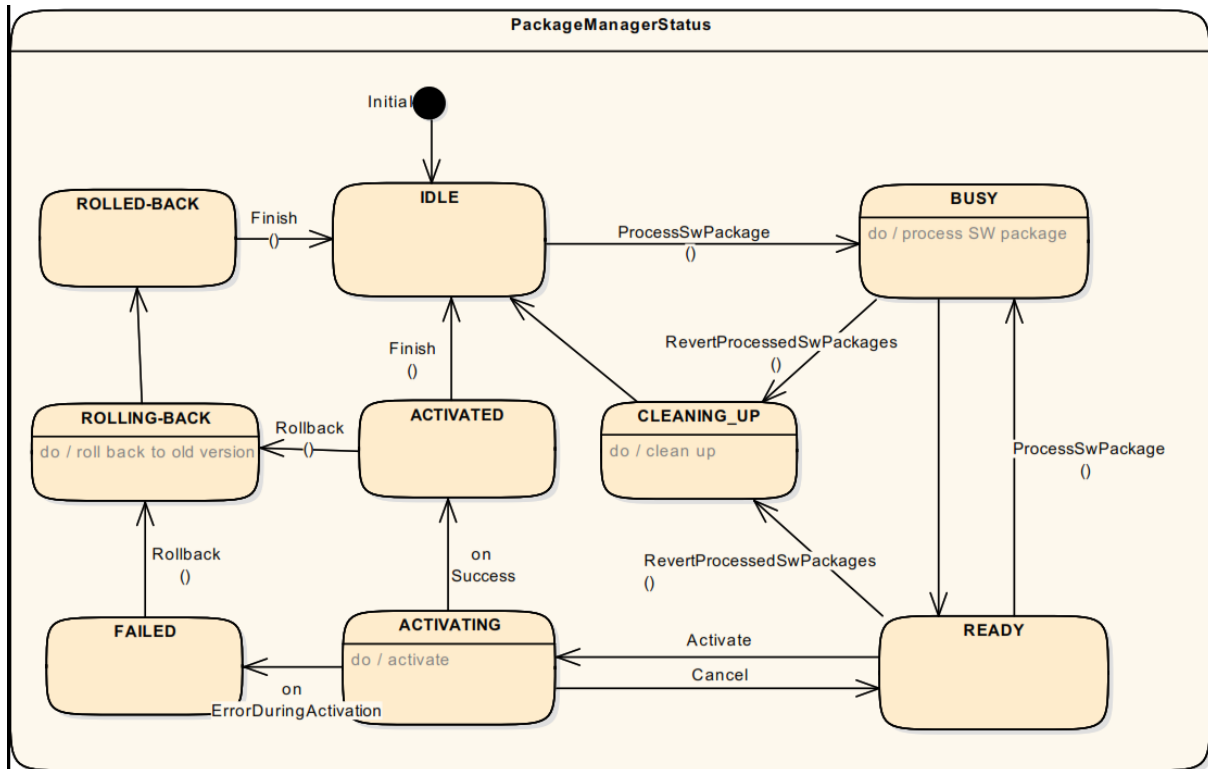 PackageManagerStatus
Initial
ROLLED-BACK
Finish
()
IDLE
ProcessSwPackage
()
BUSY
do / process SW package
RevertProcessedSwPackages
()
Finish
()
ROLLING-BACK
do / roll back to old version
Rollback
()
ACTIVATED
CLEANING_UP
do / clean up
ProcessSwPackage
()
Rollback
()
on
Success
RevertProcessedSwPackages
()
FAILED
ACTIVATING
do / activate
READY
Activate
Cancel
on
ErrorDuringActivation